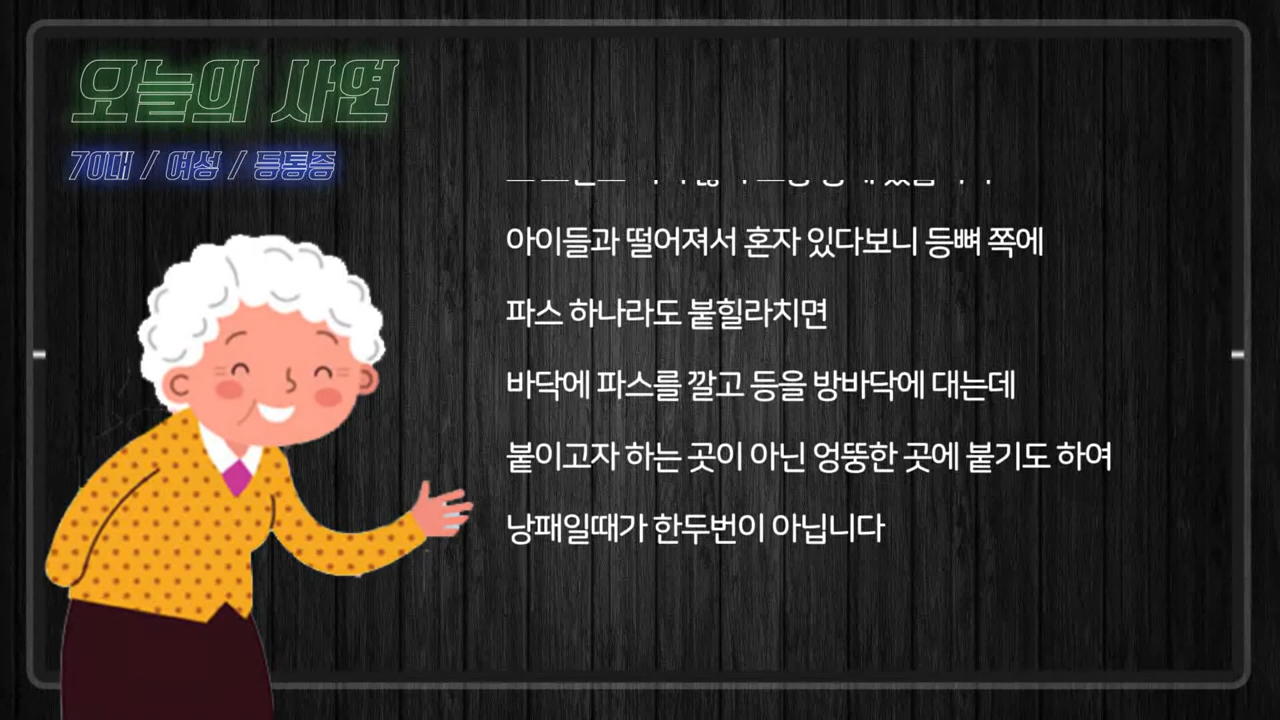 오늘의 사연
70대 / 여성 / 등통증
아이들과 떨어져서 혼자 있다보니 등뼈 쪽에
파스 하나라도 붙힐라치면
바닥에 파스를 깔고 등을 방바닥에 대는데
붙이고자 하는 곳이 아닌 엉뚱한 곳에 붙기도 하여
낭패일때가 한두번이 아닙니다